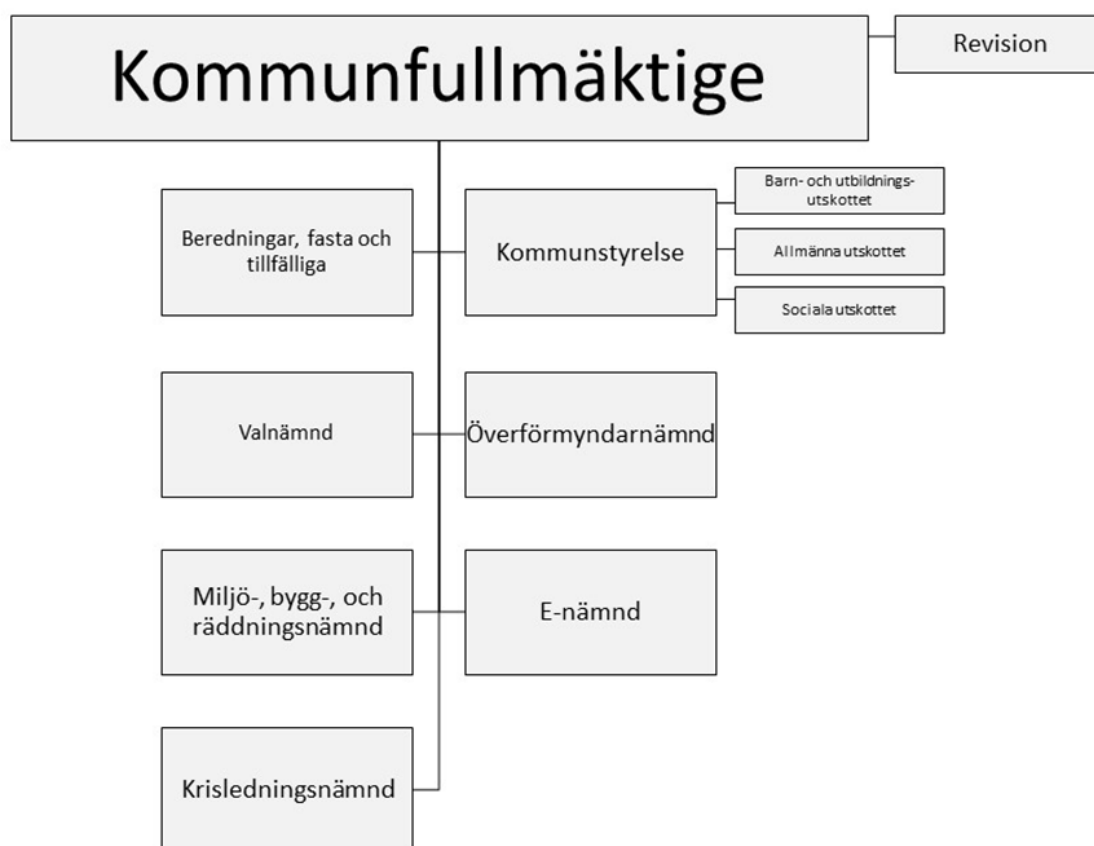 Kommunfullmäktige
Revision
Beredningar, fasta och
tillfälliga
Kommunstyrelse
Barn- och utbildnings-
utskottet
Allmänna utskottet
Sociala utskottet
Valnämnd
Överförmyndarnämnd
Miljö-, bygg-, och
räddningsnämnd
E-nämnd
Krisledningsnämnd